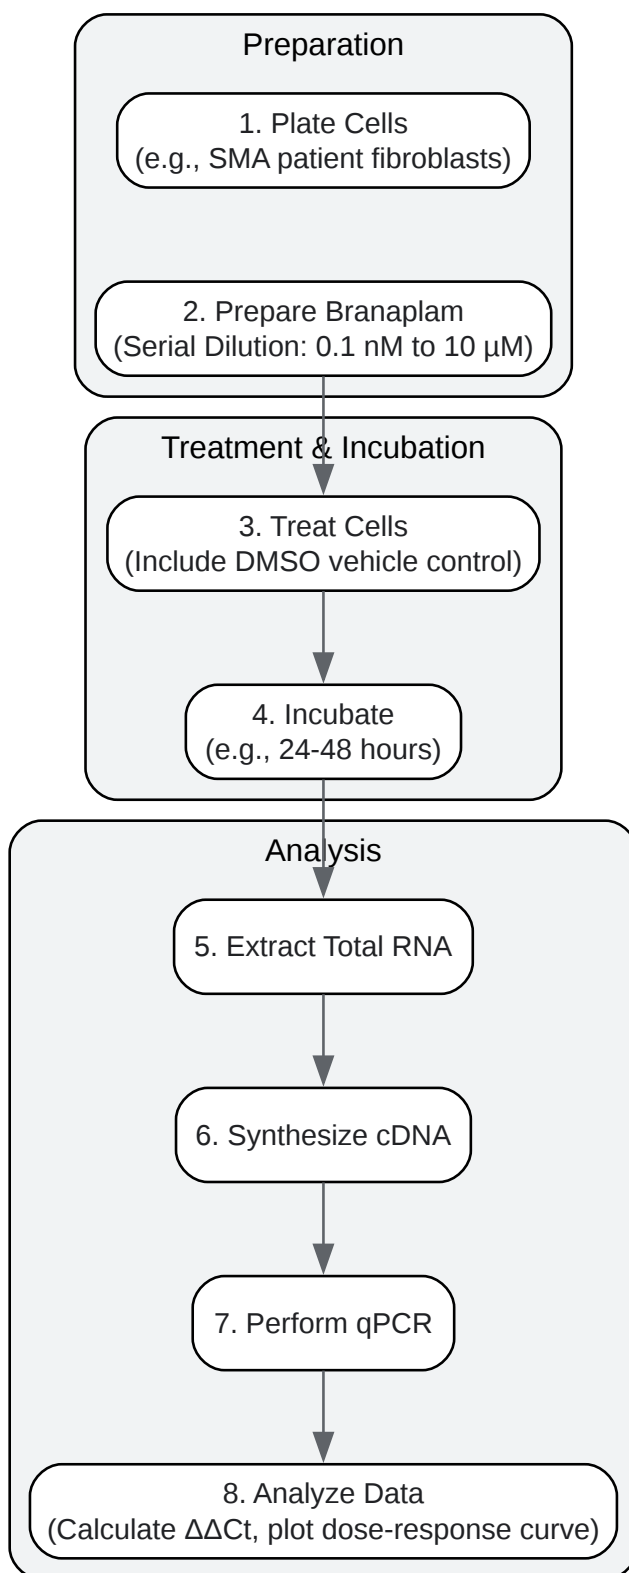 Preparation
1. Plate Cells
(e.g., SMA patient fibroblasts)
2. Prepare Branaplam
(Serial Dilution: 0.1 nM to 10 µM)
Treatment & Incubation
3. Treat Cells
(Include DMSO vehicle control)
4. Incubate
(e.g., 24-48 hours)
Analysis
5. Extract Total RNA
6. Synthesize cDNA
7. Perform qPCR
8. Analyze Data
(Calculate ΔΔCt, plot dose-response curve)